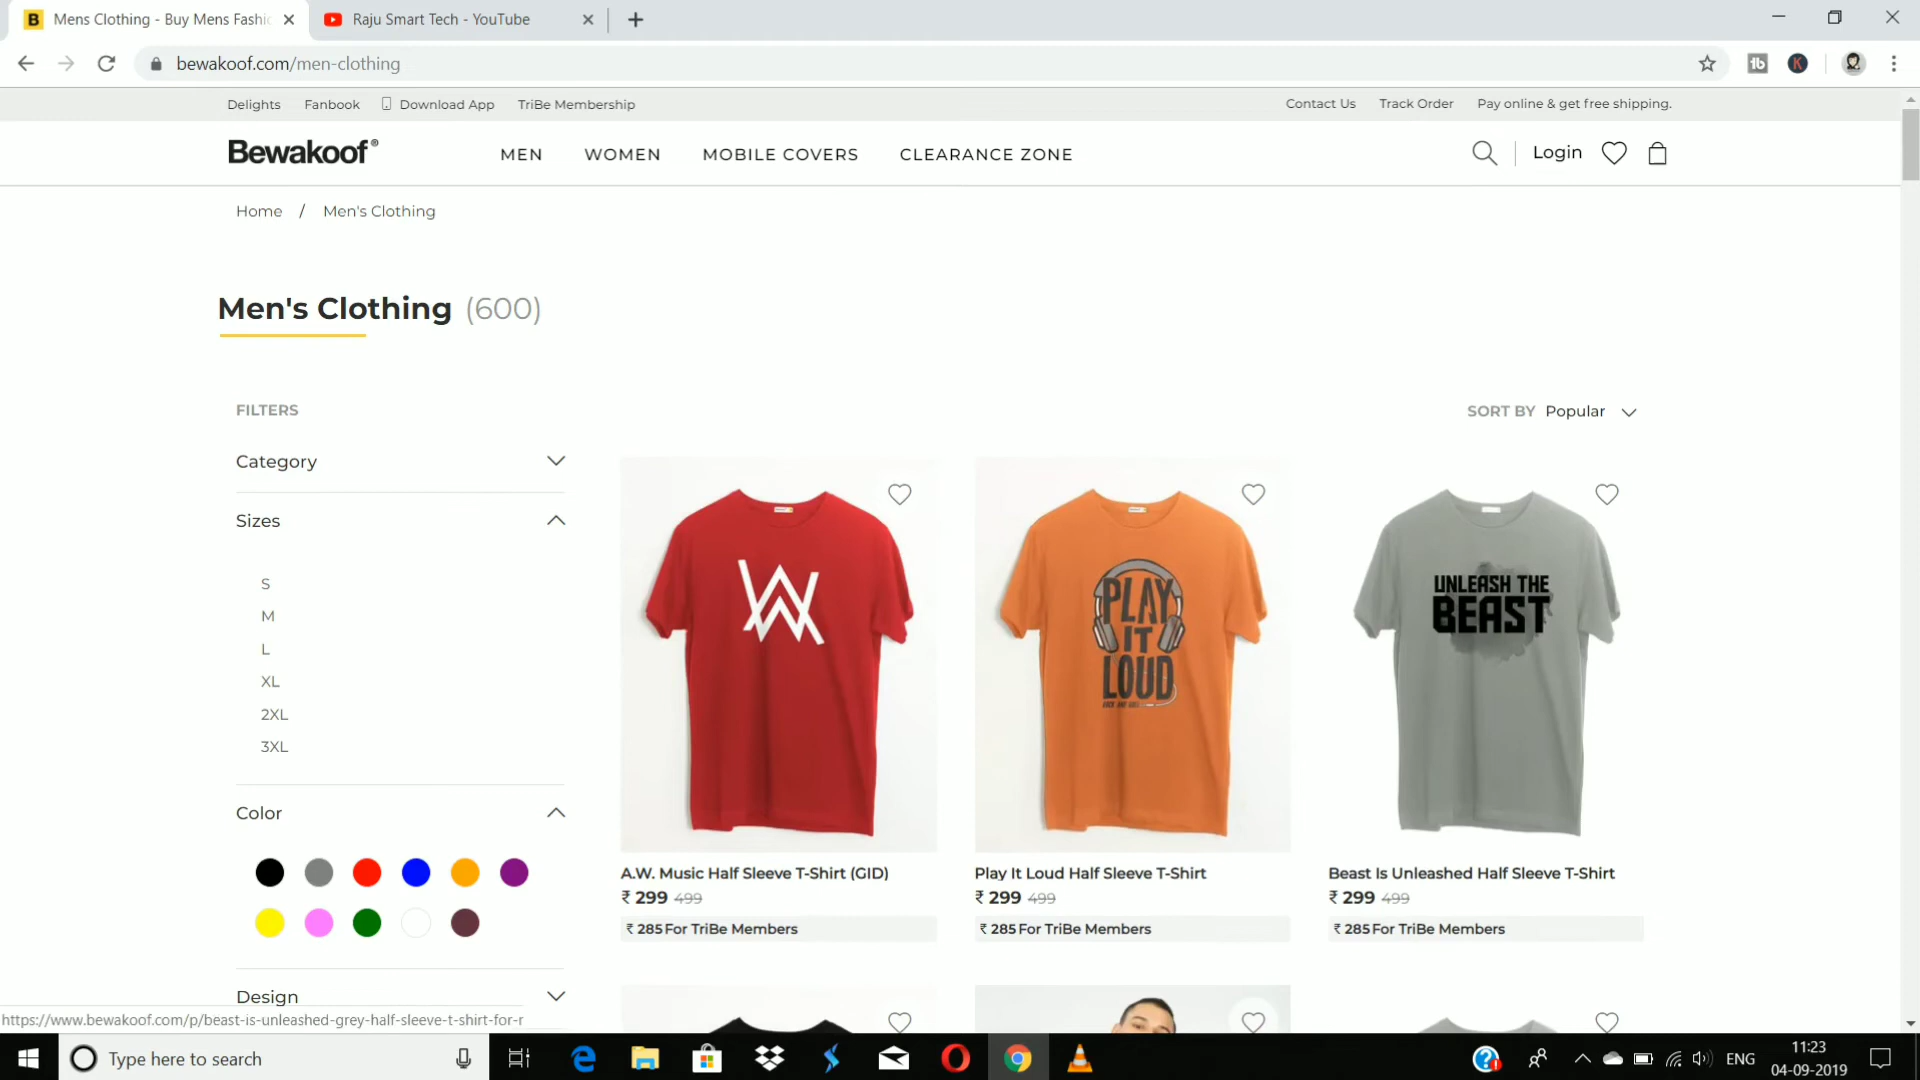 B Mens Clothing - Buy Mens Fashi
Raju Smart Tech - YouTube
bewakoof.com/men-clothing
Delights Fanbook Download App TriBe Membership
Contact Us Track Order Pay online & get free shipping.
Bewakoof®
MEN WOMEN MOBILE COVERS CLEARANCE ZONE
Login
Home / Men's Clothing
Men's Clothing (600)
FILTERS
SORT BY Popular
Category
Sizes
S
M
L
XL
2XL
3XL
Color
Design
PLAY
IT
LOUD
UNLEASH THE
BEAST
A.W. Music Half Sleeve T-Shirt (GID)
₹ 299 499
₹ 285 For TriBe Members
Play It Loud Half Sleeve T-Shirt
₹ 299 499
₹ 285 For TriBe Members
Beast Is Unleashed Half Sleeve T-Shirt
₹ 299 499
₹ 285 For TriBe Members
https://www.bewakoof.com/p/beast-is-unleashed-grey-half-sleeve-t-shirt-for-r
Type here to search
ENG
11:23
04-09-2019